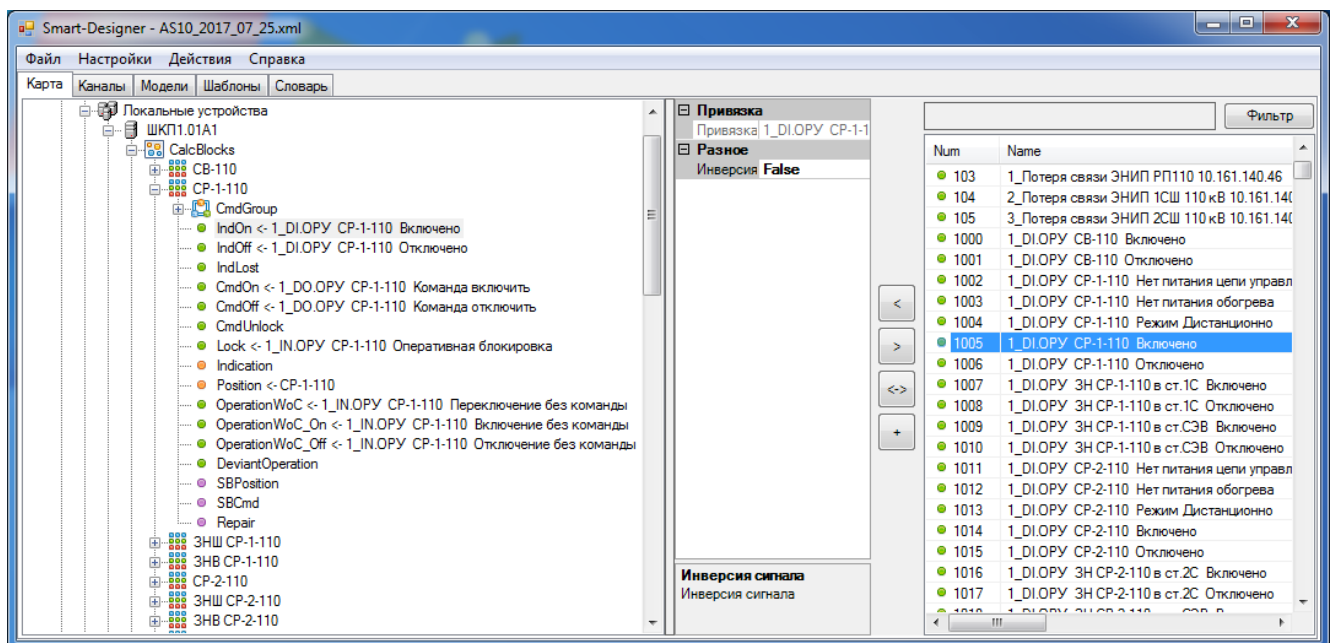 Smart-Designer - AS10_2017_07_25.xml
Файл Настройки Действия Справка
Карта Каналы Модели Шаблоны Словарь
Локальные устройства
ШКП1.01А1
CalcBlocks
СВ-110
СР-1-110
CmdGroup
IndOn <- 1_DI.ОРУ СР-1-110 Включено
IndOff <- 1_DI.ОРУ СР-1-110 Отключено
IndLost
CmdOn <- 1_DO.ОРУ СР-1-110 Команда включить
CmdOff <- 1_DO.ОРУ СР-1-110 Команда отключить
CmdUnlock
Lock <- 1_IN.ОРУ СР-1-110 Оперативная блокировка
Indication
Position <- СР-1-110
OperationWoC <- 1_IN.ОРУ СР-1-110 Переключение без команды
OperationWoC_On <- 1_IN.ОРУ СР-1-110 Включение без команды
OperationWoC_Off <- 1_IN.ОРУ СР-1-110 Отключение без команды
DeviantOperation
SBPosition
SBCmd
Repair
ЗНШ СР-1-110
ЗНВ СР-1-110
СР-2-110
ЗНШ СР-2-110
ЗНВ СР-2-110
Привязка
Привязка 1_DI.ОРУ СР-1-1
Разное
Инверсия False
Инверсия сигнала
Инверсия сигнала
<
>
<->
+
Фильтр
Num Name
103 1_Потеря связи ЭНИП РП110 10.161.140.46
104 2_Потеря связи ЭНИП 1СШ 110 кВ 10.161.140
105 3_Потеря связи ЭНИП 2СШ 110 кВ 10.161.140
1000 1_DI.ОРУ СВ-110 Включено
1001 1_DI.ОРУ СВ-110 Отключено
1002 1_DI.ОРУ СР-1-110 Нет питания цепи управл
1003 1_DI.ОРУ СР-1-110 Нет питания обогрева
1004 1_DI.ОРУ СР-1-110 Режим Дистанционно
1005 1_DI.ОРУ СР-1-110 Включено
1006 1_DI.ОРУ СР-1-110 Отключено
1007 1_DI.ОРУ ЗН СР-1-110 в ст.1С Включено
1008 1_DI.ОРУ ЗН СР-1-110 в ст.1С Отключено
1009 1_DI.ОРУ ЗН СР-1-110 в ст.СЭВ Включено
1010 1_DI.ОРУ ЗН СР-1-110 в ст.СЭВ Отключено
1011 1_DI.ОРУ СР-2-110 Нет питания цепи управл
1012 1_DI.ОРУ СР-2-110 Нет питания обогрева
1013 1_DI.ОРУ СР-2-110 Режим Дистанционно
1014 1_DI.ОРУ СР-2-110 Включено
1015 1_DI.ОРУ СР-2-110 Отключено
1016 1_DI.ОРУ ЗН СР-2-110 в ст.2С Включено
1017 1_DI.ОРУ ЗН СР-2-110 в ст.2С Отключено